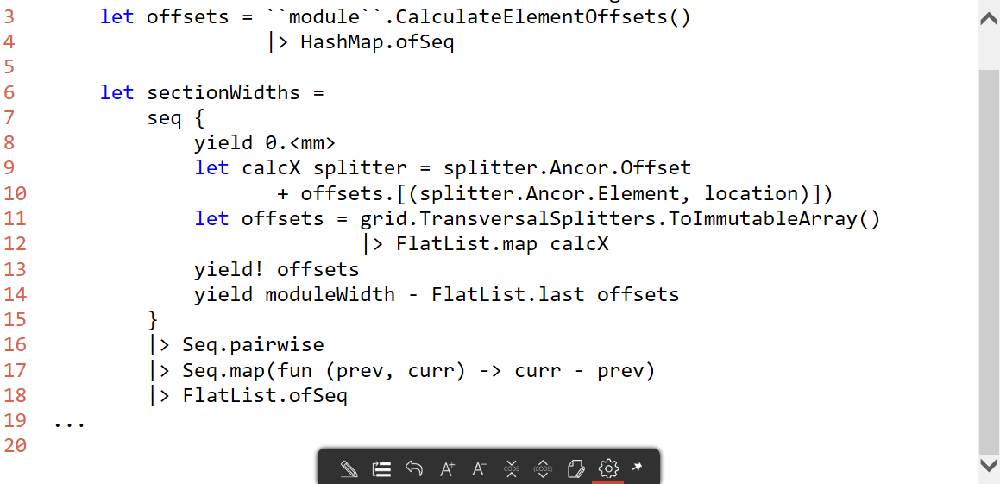 3 let offsets = ``module``.CalculateElementOffsets()
4 |> HashMap.ofSeq
5
6 let sectionWidths =
7 seq {
8 yield 0.<mm>
9 let calcX splitter = splitter.Ancor.Offset
10 + offsets.[(splitter.Ancor.Element, location)])
11 let offsets = grid.TransversalSplitters.ToImmutableArray()
12 |> FlatList.map calcX
13 yield! offsets
14 yield moduleWidth - FlatList.last offsets
15 }
16 |> Seq.pairwise
17 |> Seq.map(fun (prev, curr) -> curr - prev)
18 |> FlatList.ofSeq
19 ...
20
A+ A- CODE (CODE)